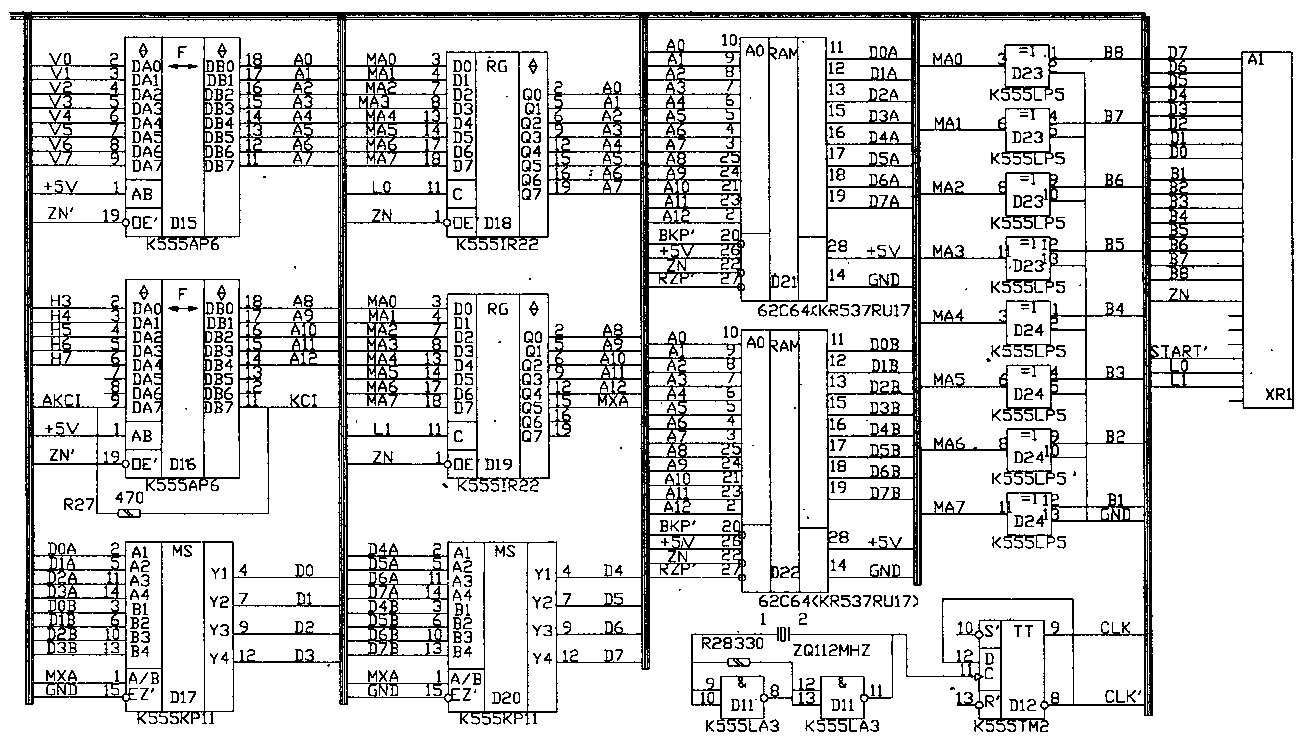 V0 2 DA0 F DB0 18 A0
V1 3 DA1 DB1 17 A1
V2 4 DA2 DB2 16 A2
V3 5 DA3 DB3 15 A3
V4 6 DA4 DB4 14 A4
V5 7 DA5 DB5 13 A5
V6 8 DA6 DB6 12 A6
V7 9 DA7 DB7 11 A7
+5V 1 AB
ZN' 19 OE' D15
K555AP6
H3 2 DA0 F DB0 18 A8
H4 3 DA1 DB1 17 A9
H5 4 DA2 DB2 16 A10
H6 5 DA3 DB3 15 A11
H7 6 DA4 DB4 14 A12
7 DA5 DB5 13
8 DA6 DB6 12
AKCI 9 DA7 DB7 11 KCI
+5V 1 AB
ZN' 19 OE' D16
K555AP6
R27 470
D0A 2 A1 MS
D1A 5 A2
D2A 11 A3 Y1 4 D0
D3A 14 A4
D0B 3 B1 Y2 7 D1
D1B 6 B2
D2B 10 B3 Y3 9 D2
D3B 13 B4
Y4 12 D3
MXA 1 A/B
GND 15 EZ' D17
K555KP11
MA0 3 D0 RG
MA1 4 D1
MA2 7 D2 Q0 2 A0
MA3 8 D3 Q1 5 A1
MA4 13 D4 Q2 6 A2
MA5 14 D5 Q3 9 A3
MA6 17 D6 Q4 12 A4
MA7 18 D7 Q5 15 A5
Q6 16 A6
L0 11 C Q7 19 A7
ZN 1 OE' D18
K555IR22
MA0 3 D0 RG
MA1 4 D1
MA2 7 D2 Q0 2 A8
MA3 8 D3 Q1 5 A9
MA4 13 D4 Q2 6 A10
MA5 14 D5 Q3 9 A11
MA6 17 D6 Q4 12 A12
MA7 18 D7 Q5 15 MXA
Q6 16
L1 11 C Q7 19
ZN 1 OE' D19
K555IR22
D4A 2 A1 MS
D5A 5 A2
D6A 11 A3 Y1 4 D4
D7A 14 A4
D4B 3 B1 Y2 7 D5
D5B 6 B2
D6B 10 B3 Y3 9 D6
D7B 13 B4
Y4 12 D7
MXA 1 A/B
GND 15 EZ' D20
K555KP11
A0 10 A0 RAM 11 D0A
A1 9 12 D1A
A2 8 13 D2A
A3 7 15 D3A
A4 6 16 D4A
A5 5 17 D5A
A6 4 18 D6A
A7 3 19 D7A
A8 25
A9 24
A10 21
A11 23
A12 2
BKP' 20
+5V 26 28 +5V
ZN 22
RZP' 27 D21 14 GND
62C64(KR537RU17
A0 10 A0 RAM 11 D0B
A1 9 12 D1B
A2 8 13 D2B
A3 7 15 D3B
A4 6 16 D4B
A5 5 17 D5B
A6 4 18 D6B
A7 3 19 D7B
A8 25
A9 24
A10 21
A11 23
A12 2
BKP' 20
+5V 26 28 +5V
ZN 22
RZP' 27 D22 14 GND
62C64(KR537RU17)
1 2
R28330 ZQ112MHZ
9 10 & D11 8
K555LA3
12 13 & D11 11
K555LA3
10 S' TT 9 CLK
12 D
11 C
13 R' D12 8 CLK'
K555TM2
MA0 3 =1 D23 1 B8
K555LP5
MA1 6 =1 D23 4 B7
K555LP5
MA2 8 =1 D23 9 10 B6
K555LP5
MA3 11 =1 D23 12 13 B5
K555LP5
MA4 3 =1 D24 1 B4
K555LP5
MA5 6 =1 D24 4 B3
K555LP5
MA6 8 =1 D24 9 10 B2
K555LP5
MA7 11 =1 D24 12 13 B1
GND
K555LP5
D7 A1
D6
D5
D4
D3
D2
D1
D0
B1
B2
B3
B4
B5
B6
B7
B8
ZN
START'
L0
L1
XR1